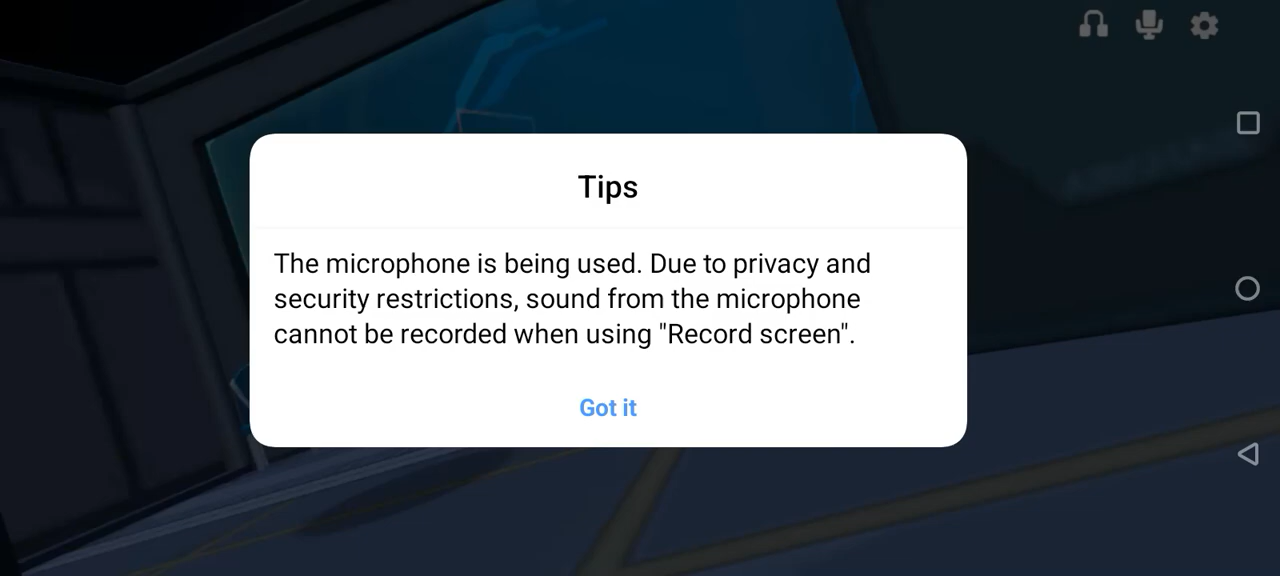 Tips
The microphone is being used. Due to privacy and
security restrictions, sound from the microphone
cannot be recorded when using "Record screen".
Got it